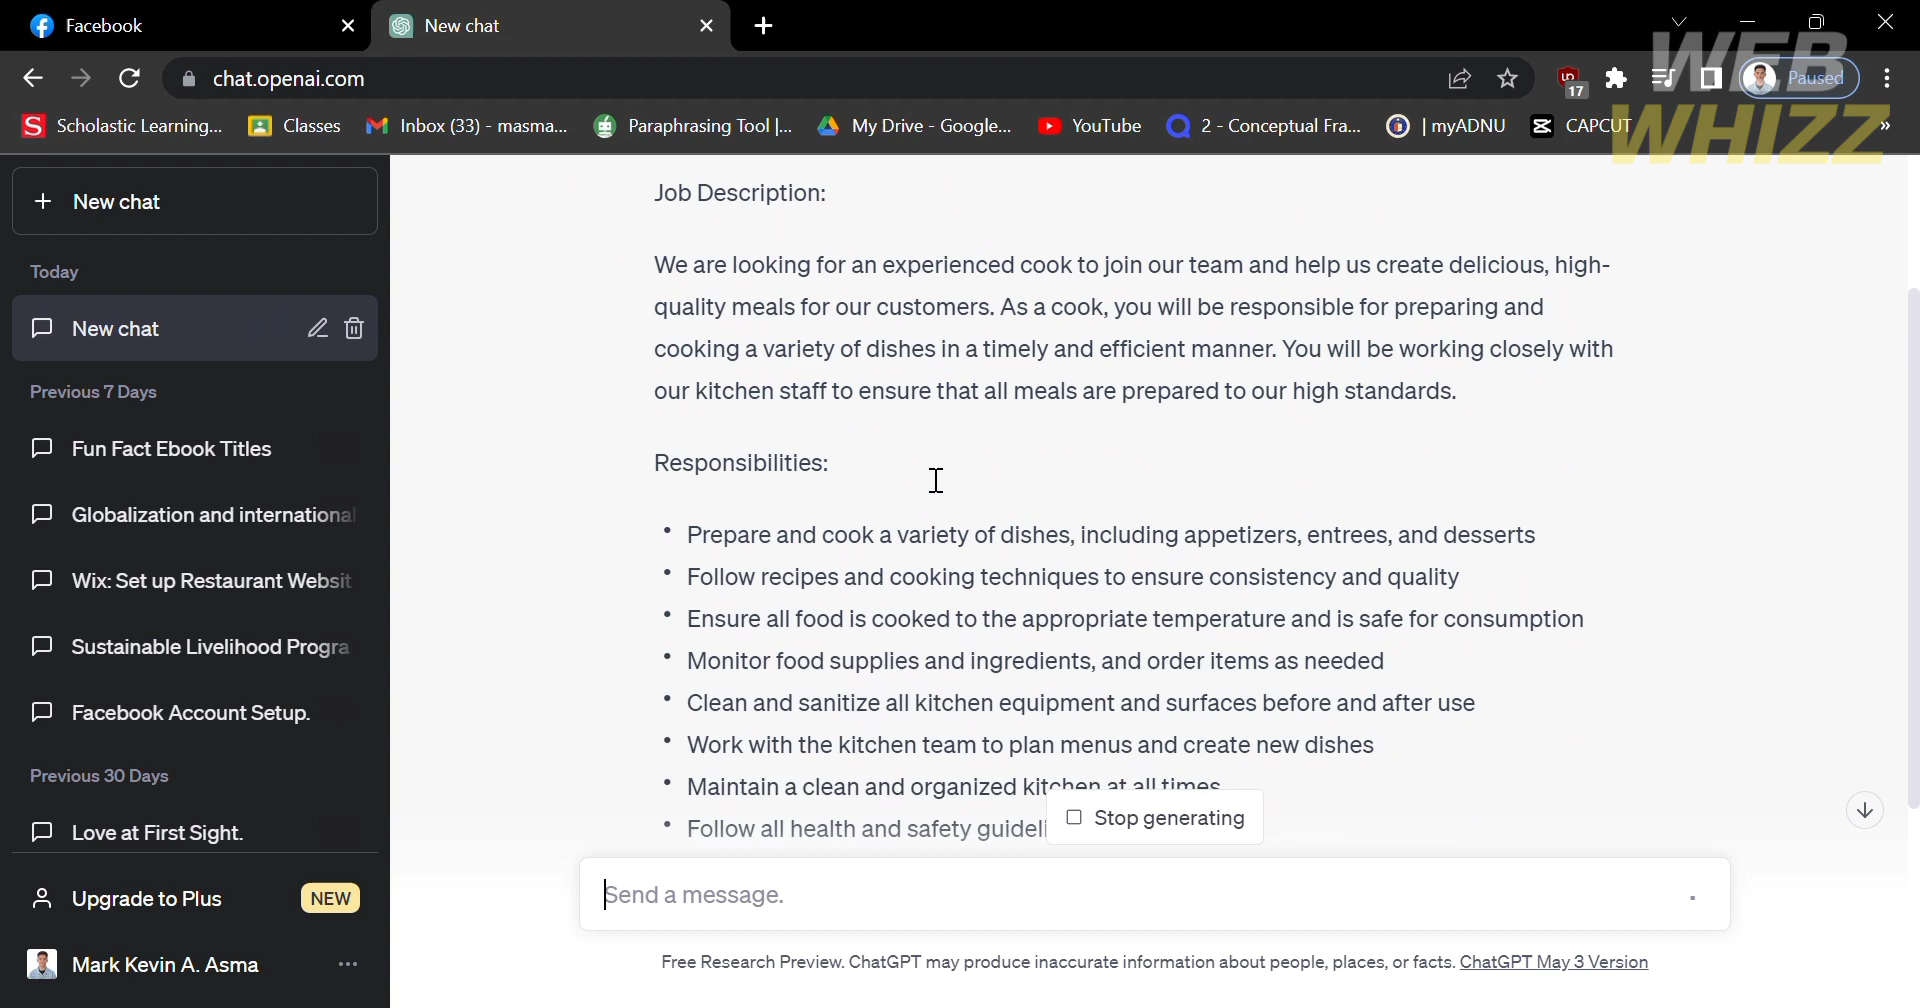 Facebook
New chat
chat.openai.com
17
Paused
WEB
WHIZZ
Scholastic Learning...
Classes
Inbox (33) - masma...
Paraphrasing Tool |...
My Drive - Google...
YouTube
2 - Conceptual Fra...
| myADNU
CAPCUT
»
New chat
Today
New chat
Previous 7 Days
Fun Fact Ebook Titles
Globalization and international
Wix: Set up Restaurant Websit
Sustainable Livelihood Progra
Facebook Account Setup.
Previous 30 Days
Love at First Sight.
Upgrade to Plus
NEW
Mark Kevin A. Asma
Job Description:
We are looking for an experienced cook to join our team and help us create delicious, high-
quality meals for our customers. As a cook, you will be responsible for preparing and
cooking a variety of dishes in a timely and efficient manner. You will be working closely with
our kitchen staff to ensure that all meals are prepared to our high standards.
Responsibilities:
• Prepare and cook a variety of dishes, including appetizers, entrees, and desserts
• Follow recipes and cooking techniques to ensure consistency and quality
• Ensure all food is cooked to the appropriate temperature and is safe for consumption
• Monitor food supplies and ingredients, and order items as needed
• Clean and sanitize all kitchen equipment and surfaces before and after use
• Work with the kitchen team to plan menus and create new dishes
• Maintain a clean and organized kitchen at all times
• Follow all health and safety guideli
Stop generating
Send a message.
Free Research Preview. ChatGPT may produce inaccurate information about people, places, or facts. ChatGPT May 3 Version